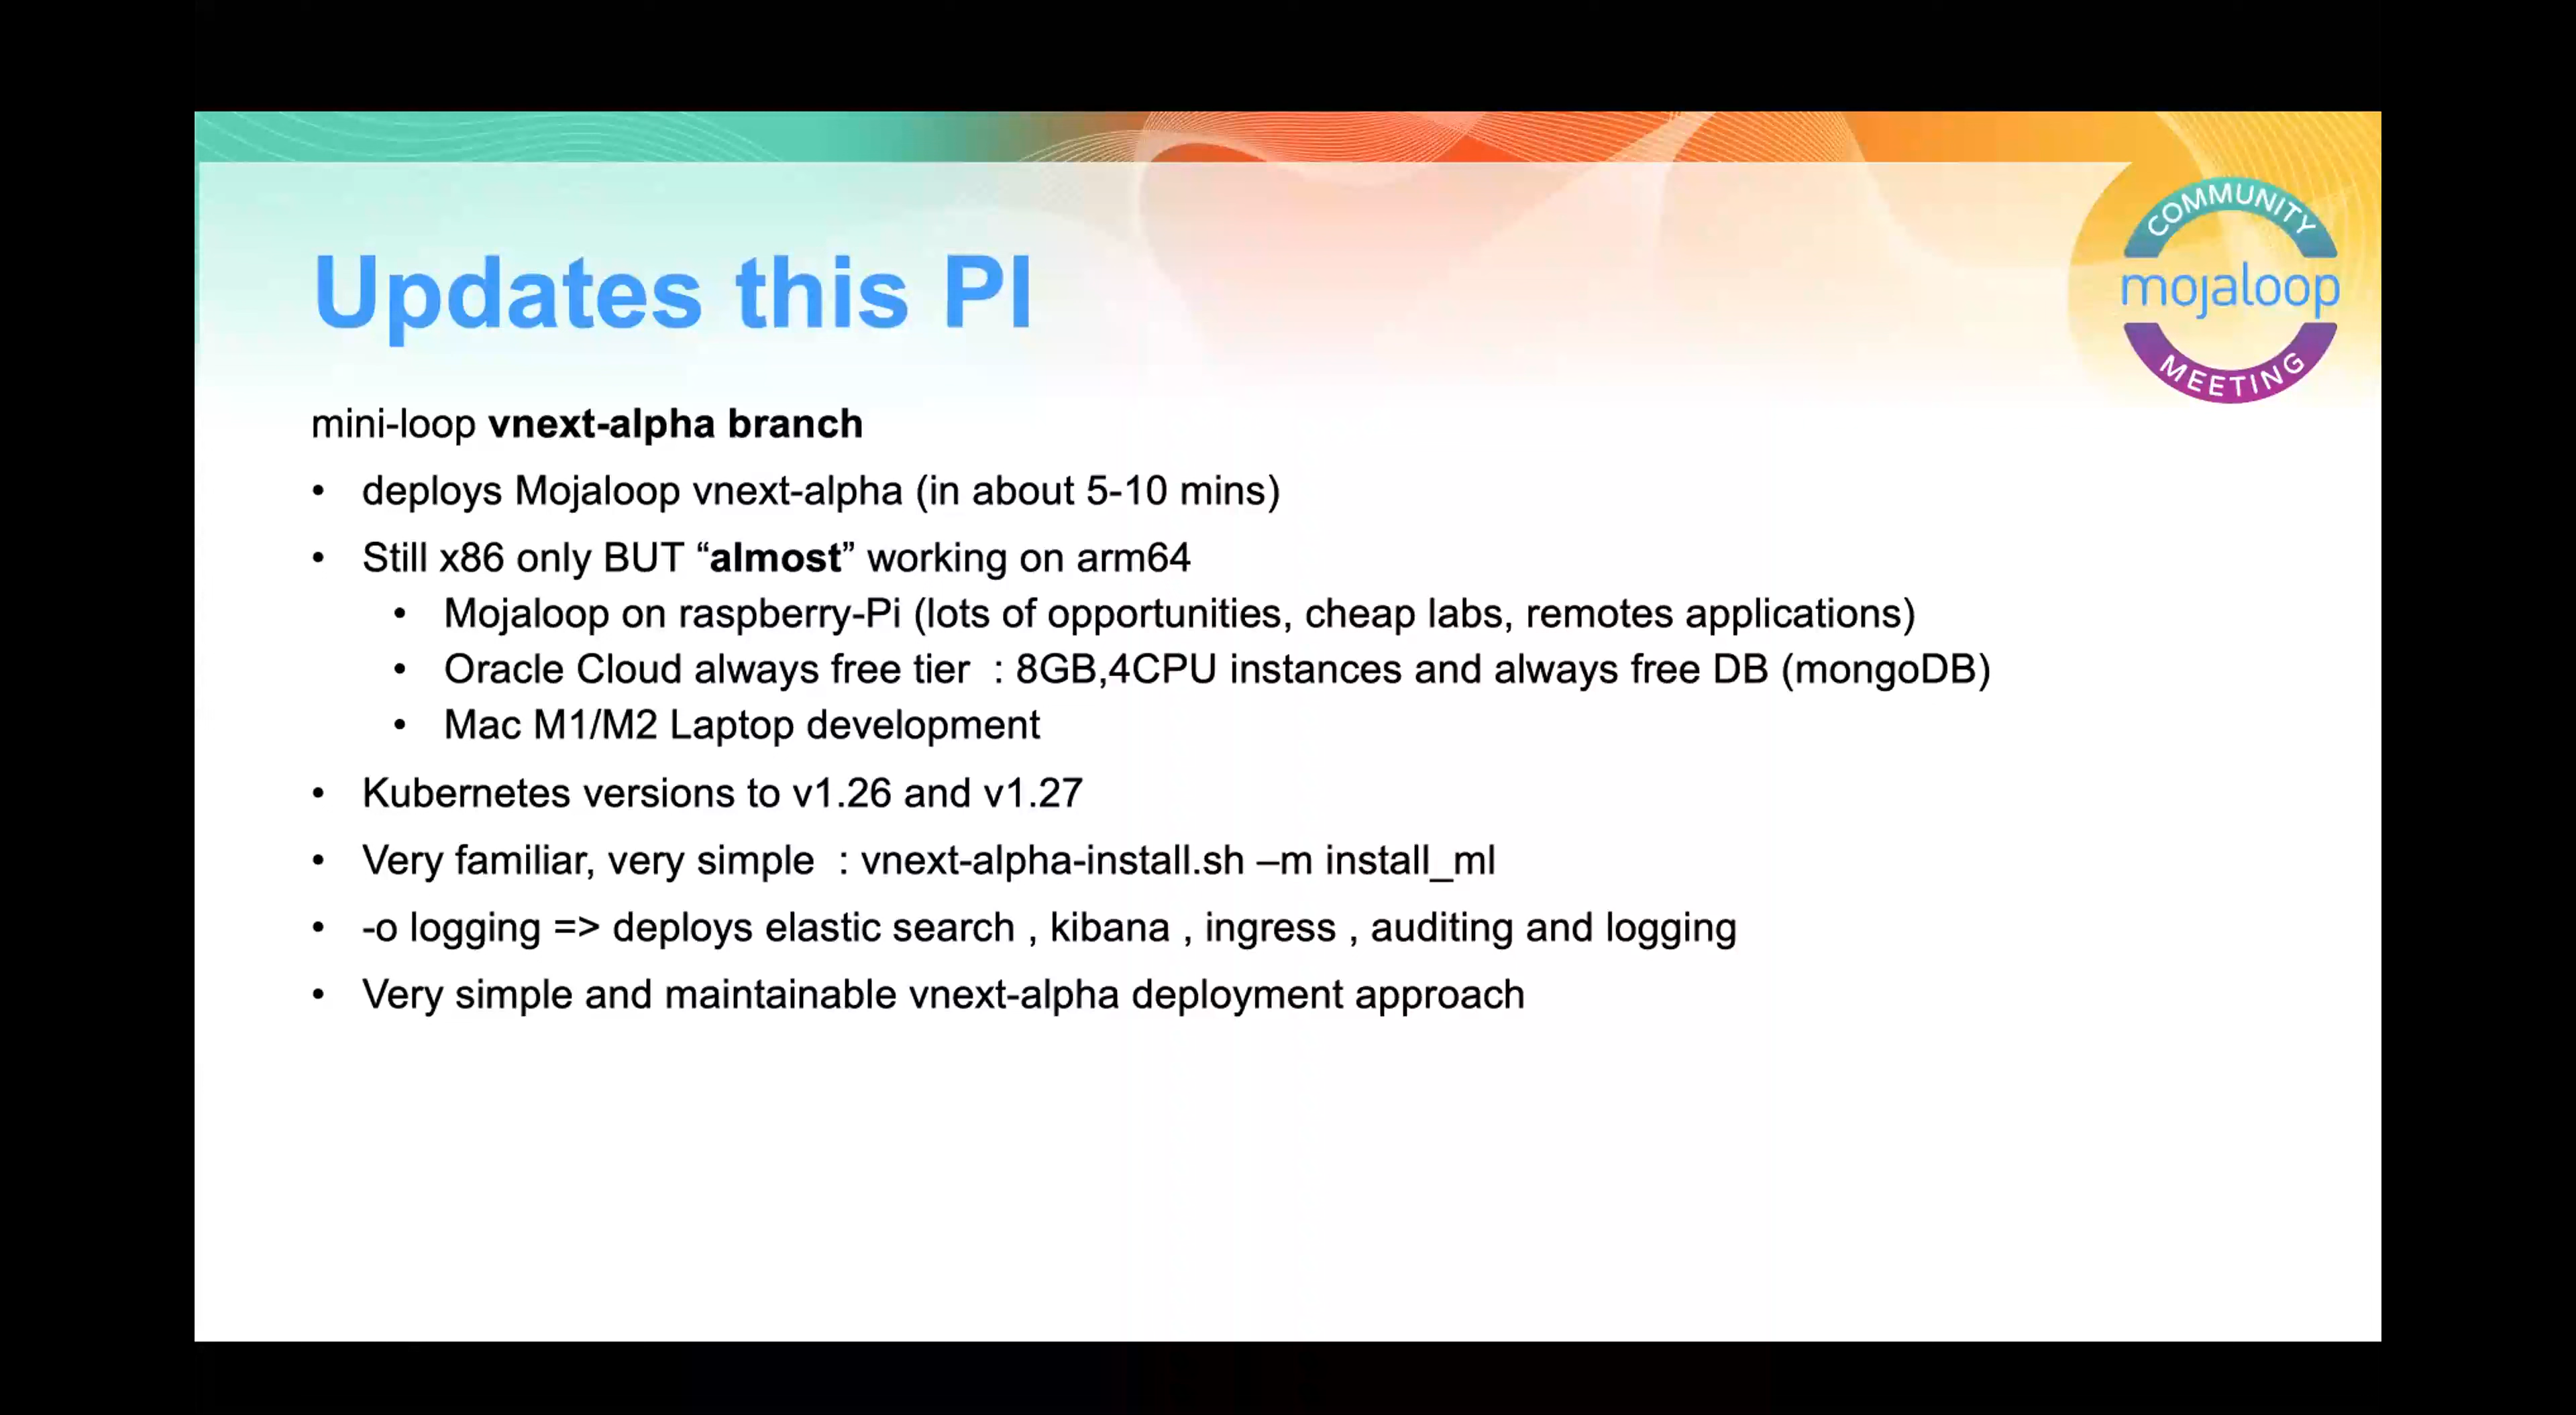 COMMUNITY
mojaloop
MEETING
Updates this PI
mini-loop vnext-alpha branch
• deploys Mojaloop vnext-alpha (in about 5-10 mins)
• Still x86 only BUT “almost” working on arm64
• Mojaloop on raspberry-Pi (lots of opportunities, cheap labs, remotes applications)
• Oracle Cloud always free tier : 8GB,4CPU instances and always free DB (mongoDB)
• Mac M1/M2 Laptop development
• Kubernetes versions to v1.26 and v1.27
• Very familiar, very simple : vnext-alpha-install.sh –m install_ml
• -o logging => deploys elastic search , kibana , ingress , auditing and logging
• Very simple and maintainable vnext-alpha deployment approach